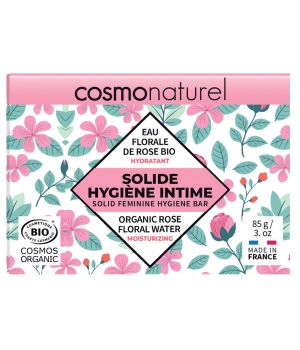 cosmonaturel
EAU
FLORALE
DE ROSE BIO
HYDRATANT
SOLIDE
HYGIÈNE INTIME
SOLID FEMININE HYGIENE BAR
ORGANIC ROSE
FLORAL WATER
MOISTURIZING
COSMÉTIQUE
BIO
COSMOS
ORGANIC
85 g /
3. oz
MADE IN
FRANCE